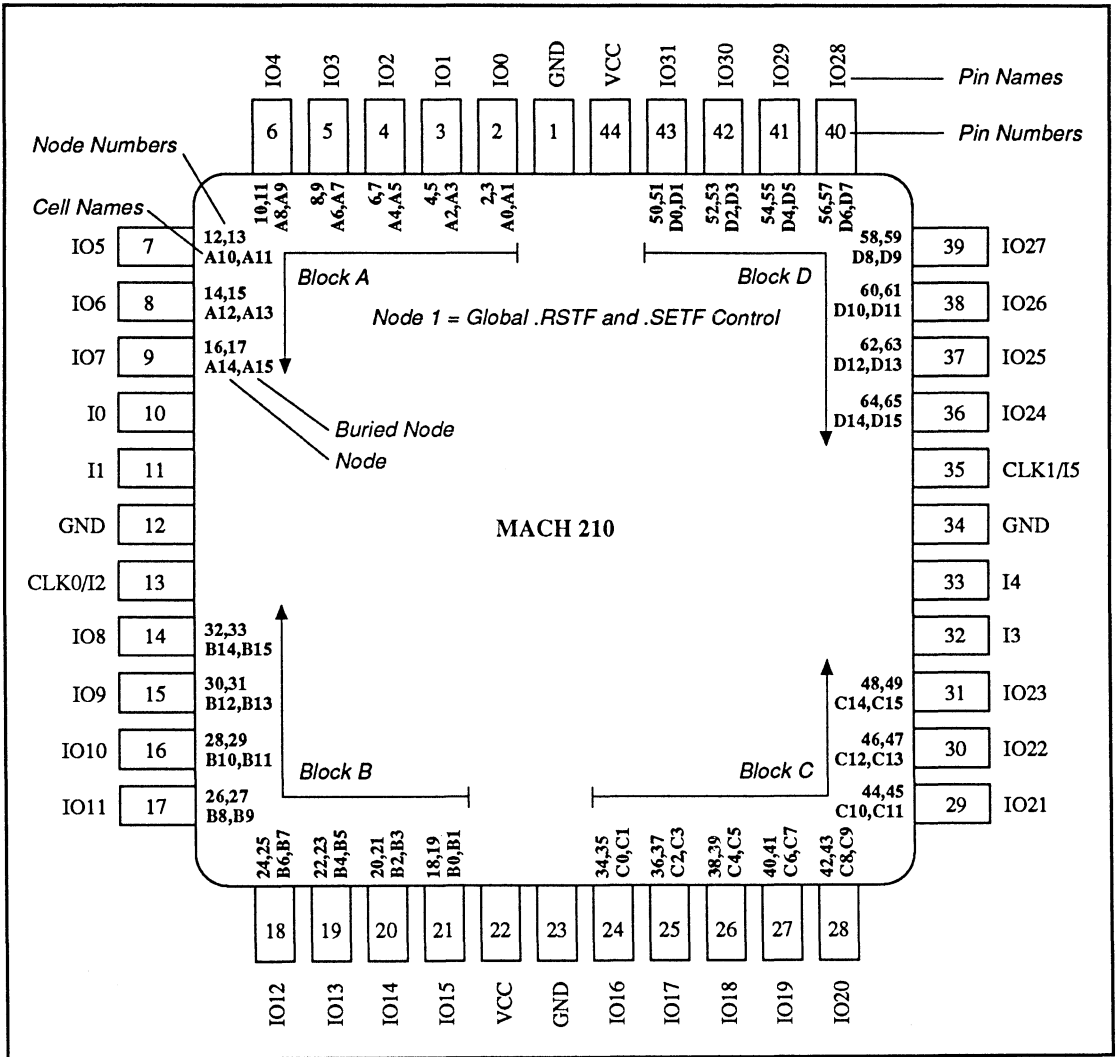 IO4 IO3 IO2 IO1 IO0 GND VCC IO31 IO30 IO29 IO28
Pin Names
6 5 4 3 2 1 44 43 42 41 40
Pin Numbers
Node Numbers
Cell Names
10,11 8,9 6,7 4,5 2,3 50,51 52,53 54,55 56,57
A8,A9 A6,A7 A4,A5 A2,A3 A0,A1 D0,D1 D2,D3 D4,D5 D6,D7
IO5 7 12,13
A10,A11
58,59 39 IO27
D8,D9
Block A
Block D
IO6 8 14,15
A12,A13
60,61 38 IO26
D10,D11
Node 1 = Global .RSTF and .SETF Control
IO7 9 16,17
A14,A15
62,63 37 IO25
D12,D13
I0 10
64,65 36 IO24
D14,D15
Buried Node
Node
I1 11
35 CLK1/I5
GND 12
MACH 210
34 GND
CLK0/I2 13
33 I4
IO8 14 32,33
B14,B15
32 I3
IO9 15 30,31
B12,B13
48,49 31 IO23
C14,C15
IO10 16 28,29
B10,B11
46,47 30 IO22
C12,C13
Block B
Block C
IO11 17 26,27
B8,B9
44,45 29 IO21
C10,C11
24,25 22,23 20,21 18,19 34,35 36,37 38,39 40,41 42,43
B6,B7 B4,B5 B2,B3 B0,B1 C0,C1 C2,C3 C4,C5 C6,C7 C8,C9
18 19 20 21 22 23 24 25 26 27 28
IO12 IO13 IO14 IO15 VCC GND IO16 IO17 IO18 IO19 IO20